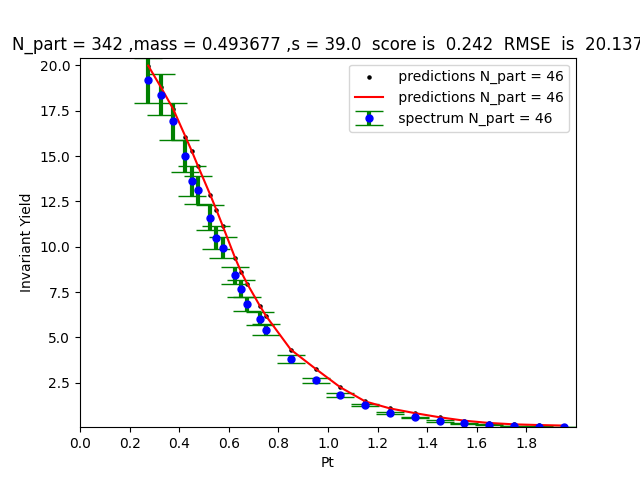 N_part = 342 ,mass = 0.493677 ,s = 39.0  score is  0.242  RMSE  is  20.137
predictions N_part = 46
predictions N_part = 46
spectrum N_part = 46
Invariant Yield
20.0
17.5
15.0
12.5
10.0
7.5
5.0
2.5
0.0 0.2 0.4 0.6 0.8 1.0 1.2 1.4 1.6 1.8
Pt